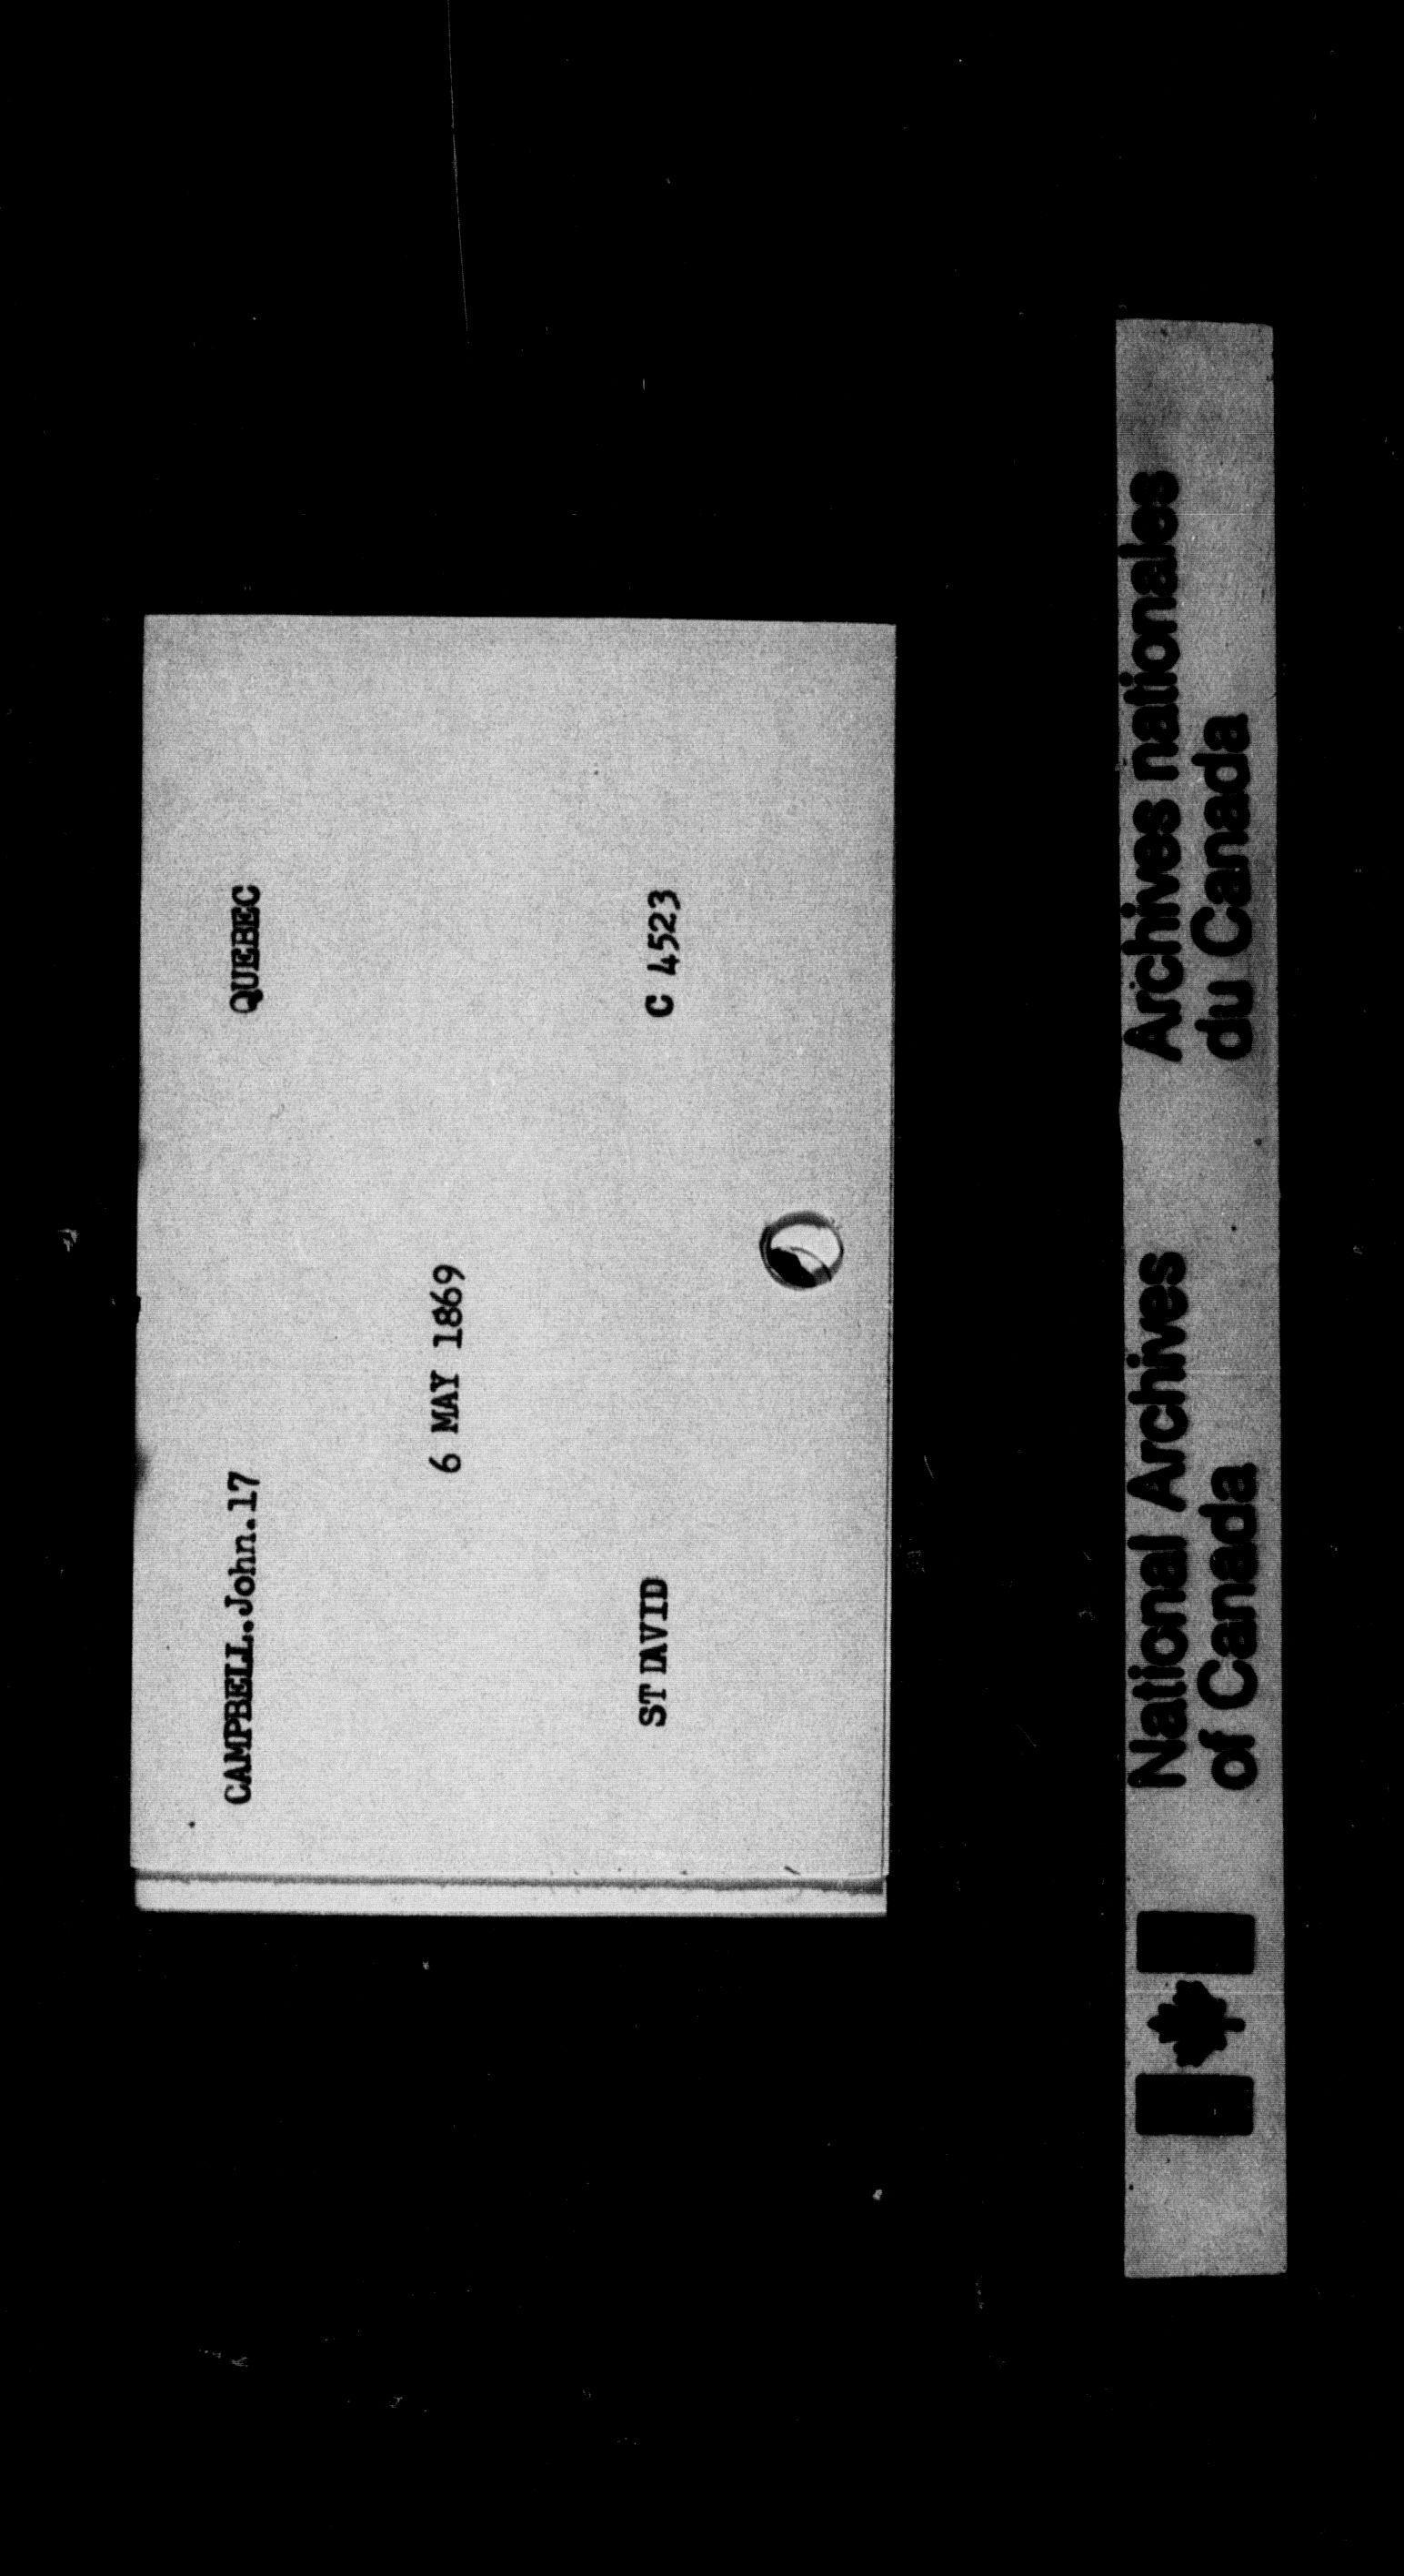 CAMPBELL.John.17 QUEBEC
6 MAY 1869
ST DAVID C 4523
National Archives of Canada
Archives nationales du Canada